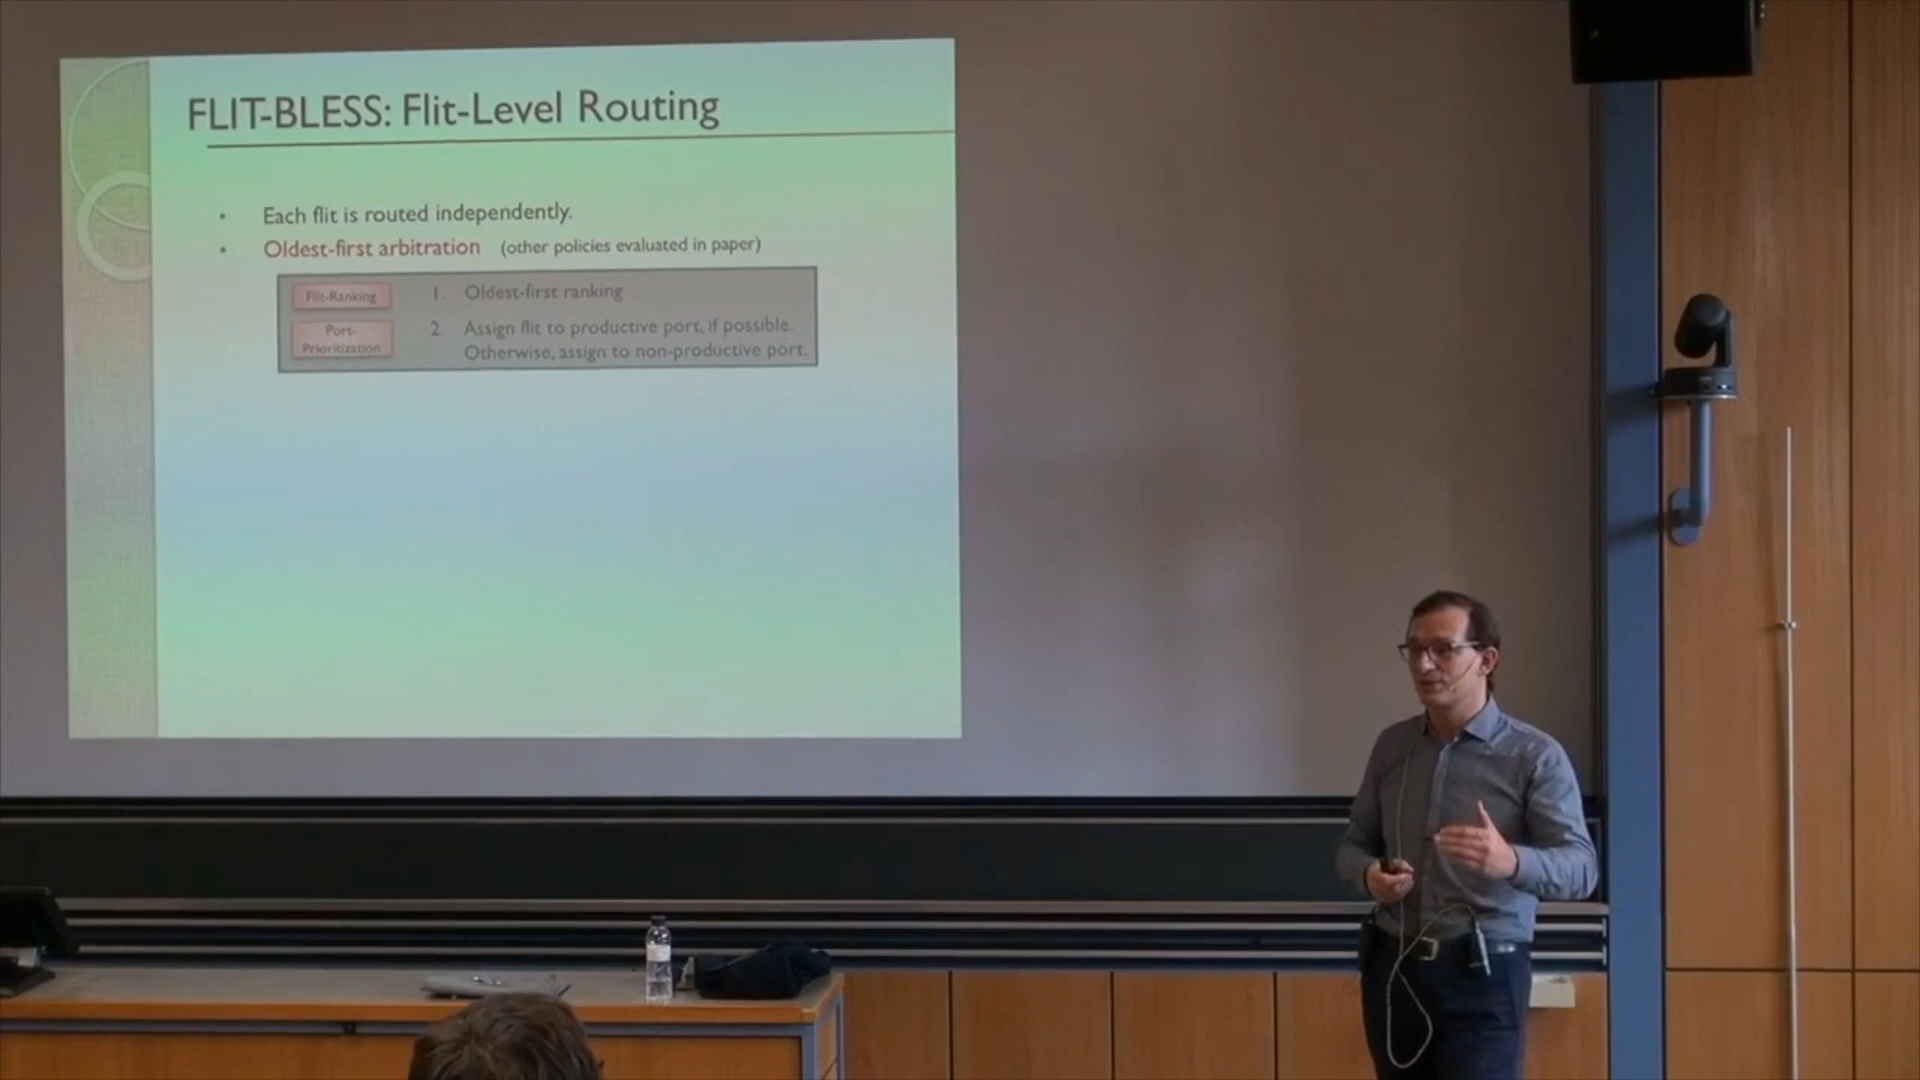 FLIT-BLESS: Flit-Level Routing
• Each flit is routed independently.
• Oldest-first arbitration (other policies evaluated in paper)
Flit-Ranking 1. Oldest-first ranking
Port-
Prioritization 2. Assign flit to productive port, if possible.
Otherwise, assign to non-productive port.